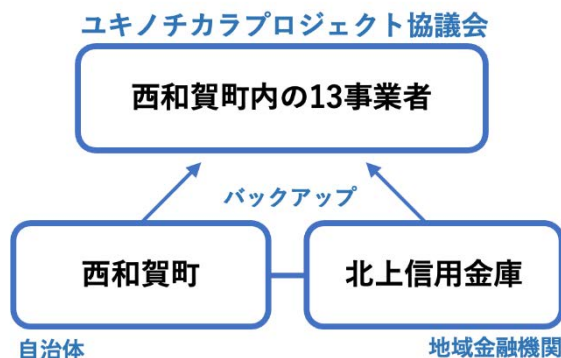 ユキノチカラプロジェクト協議会
西和賀町内の13事業者
バックアップ
西和賀町
北上信用金庫
自治体
地域金融機関